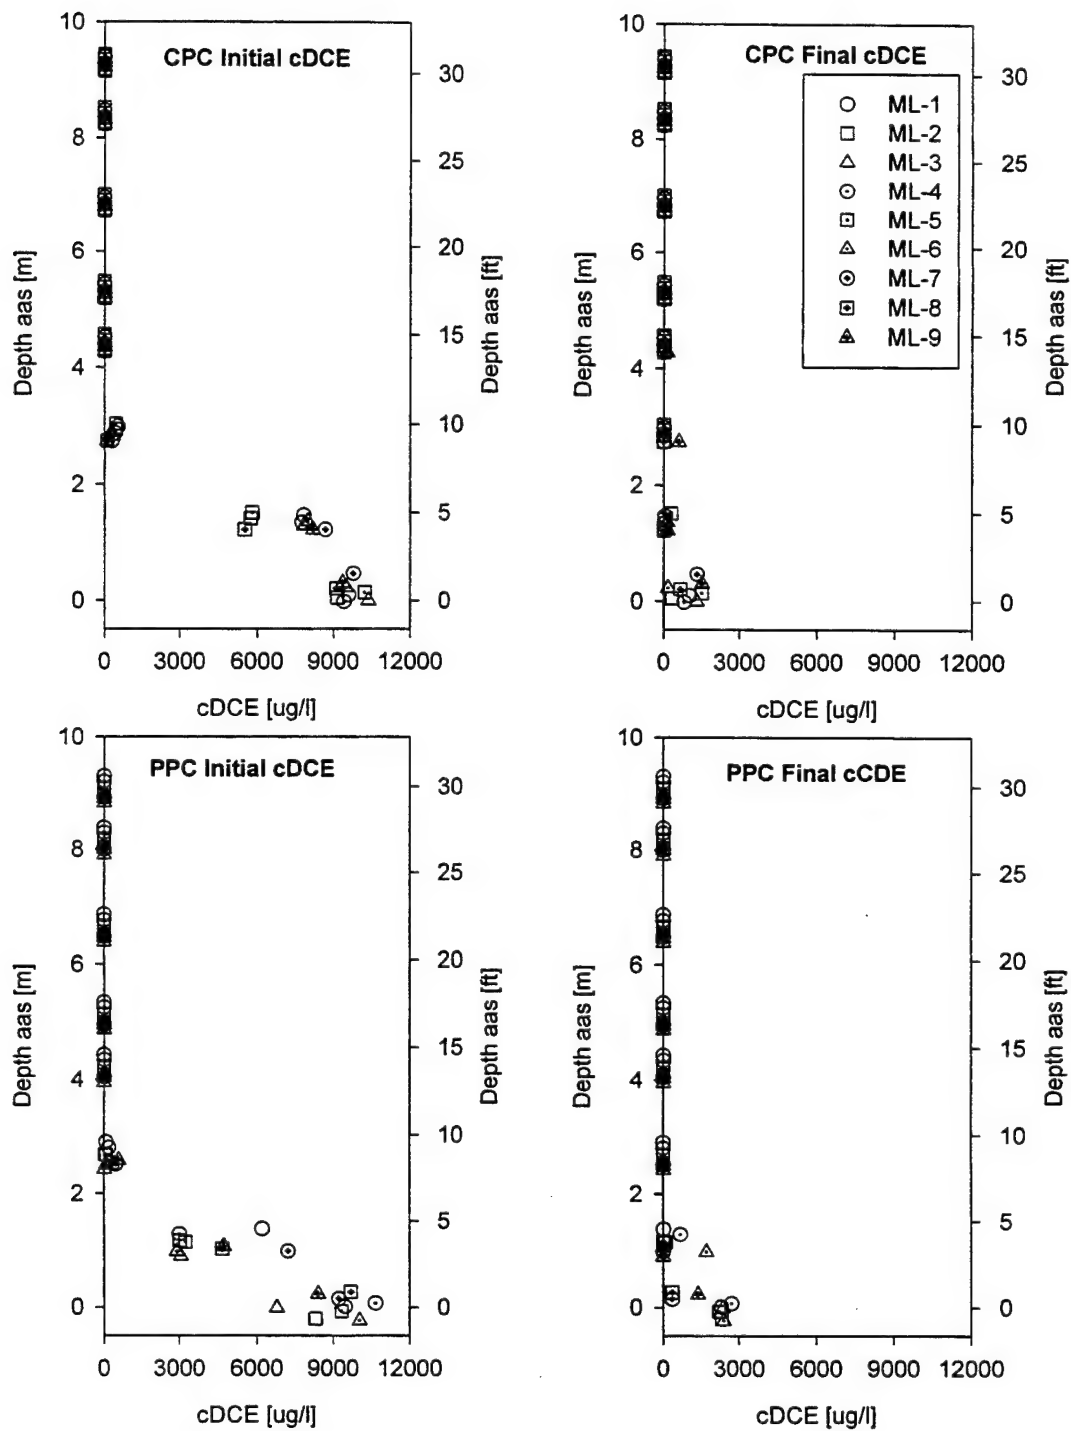 CPC Initial cDCE
10
8
6
4
2
0
Depth aas [m]
30
25
20
15
10
5
0
Depth aas [ft]
0 3000 6000 9000 12000
cDCE [ug/l]
CPC Final cDCE
ML-1
ML-2
ML-3
ML-4
ML-5
ML-6
ML-7
ML-8
ML-9
10
8
6
4
2
0
Depth aas [m]
30
25
20
15
10
5
0
Depth aas [ft]
0 3000 6000 9000 12000
cDCE [ug/l]
PPC Initial cDCE
10
8
6
4
2
0
Depth aas [m]
30
25
20
15
10
5
0
Depth aas [ft]
0 3000 6000 9000 12000
cDCE [ug/l]
PPC Final cCDE
10
8
6
4
2
0
Depth aas [m]
30
25
20
15
10
5
0
Depth aas [ft]
0 3000 6000 9000 12000
cDCE [ug/l]